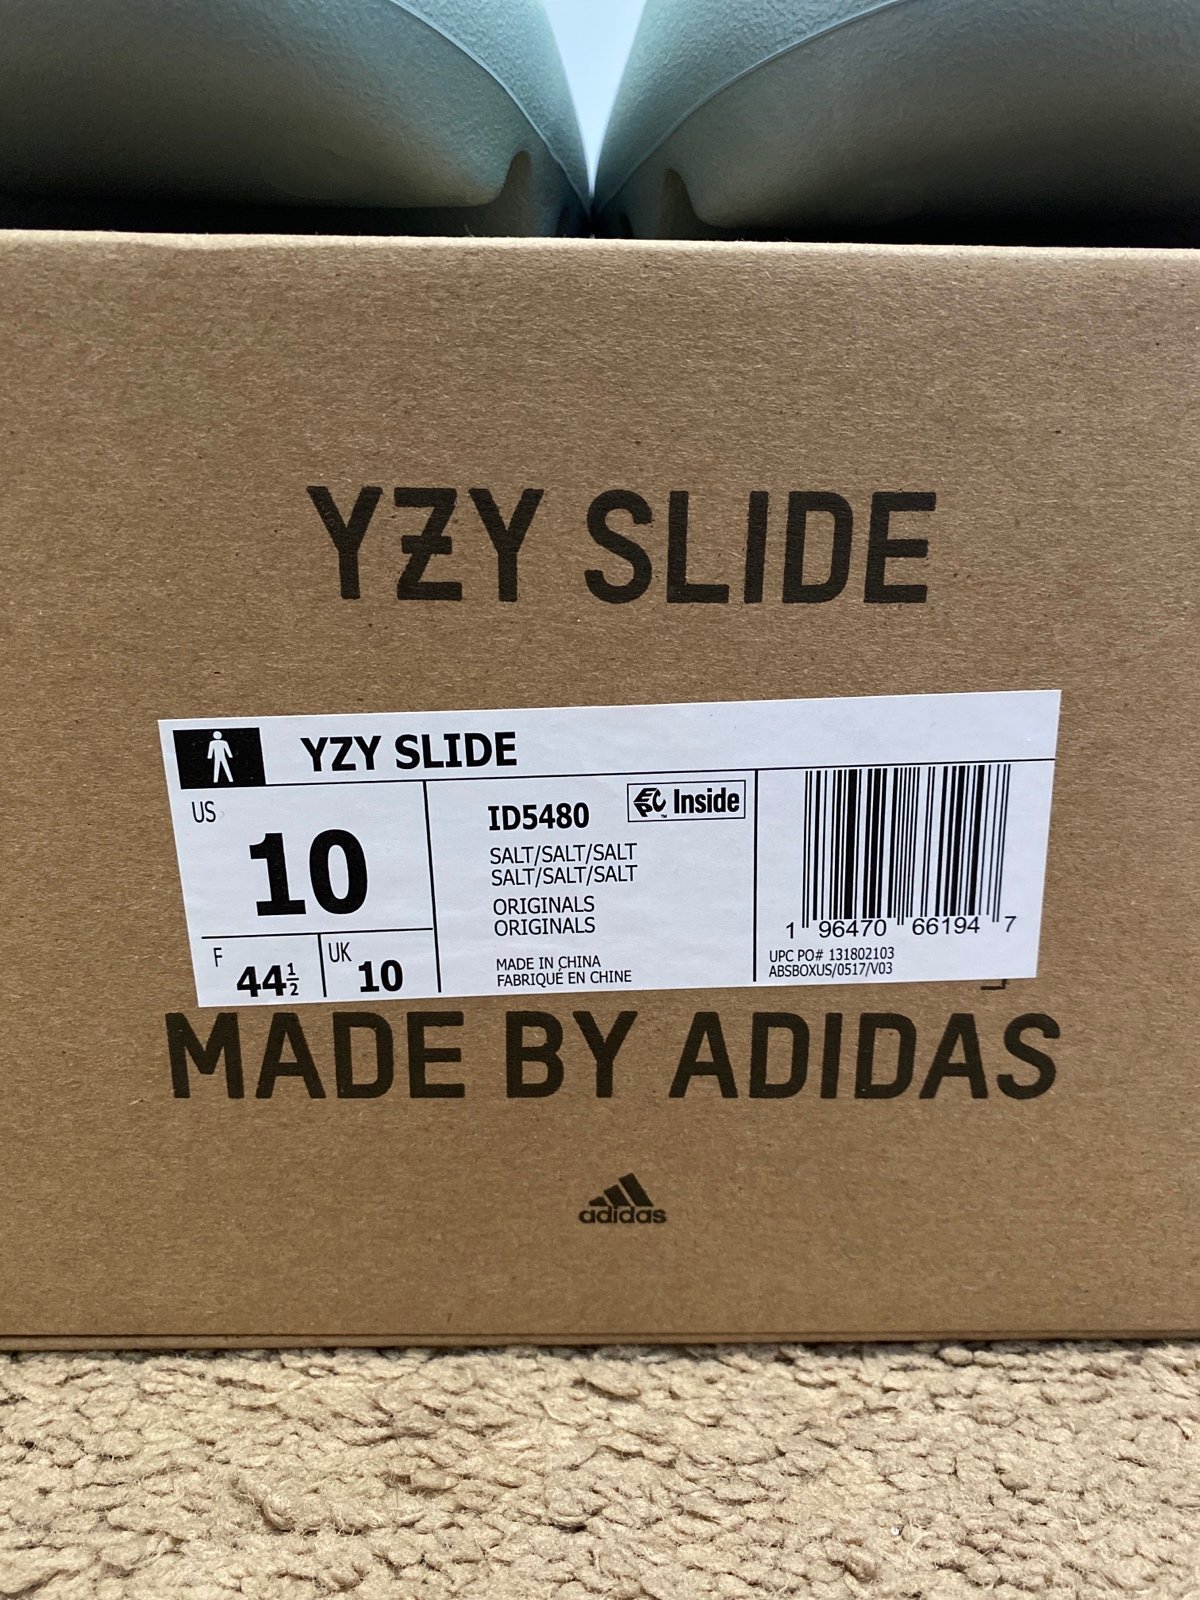 YZY SLIDE
YZY SLIDE
US
10
F
44½
UK
10
ID5480
EPC Inside™
SALT/SALT/SALT
SALT/SALT/SALT
ORIGINALS
ORIGINALS
MADE IN CHINA
FABRIQUÉ EN CHINE
1 96470 66194 7
UPC PO# 131802103
ABSBOXUS/0517/V03
MADE BY ADIDAS
adidas